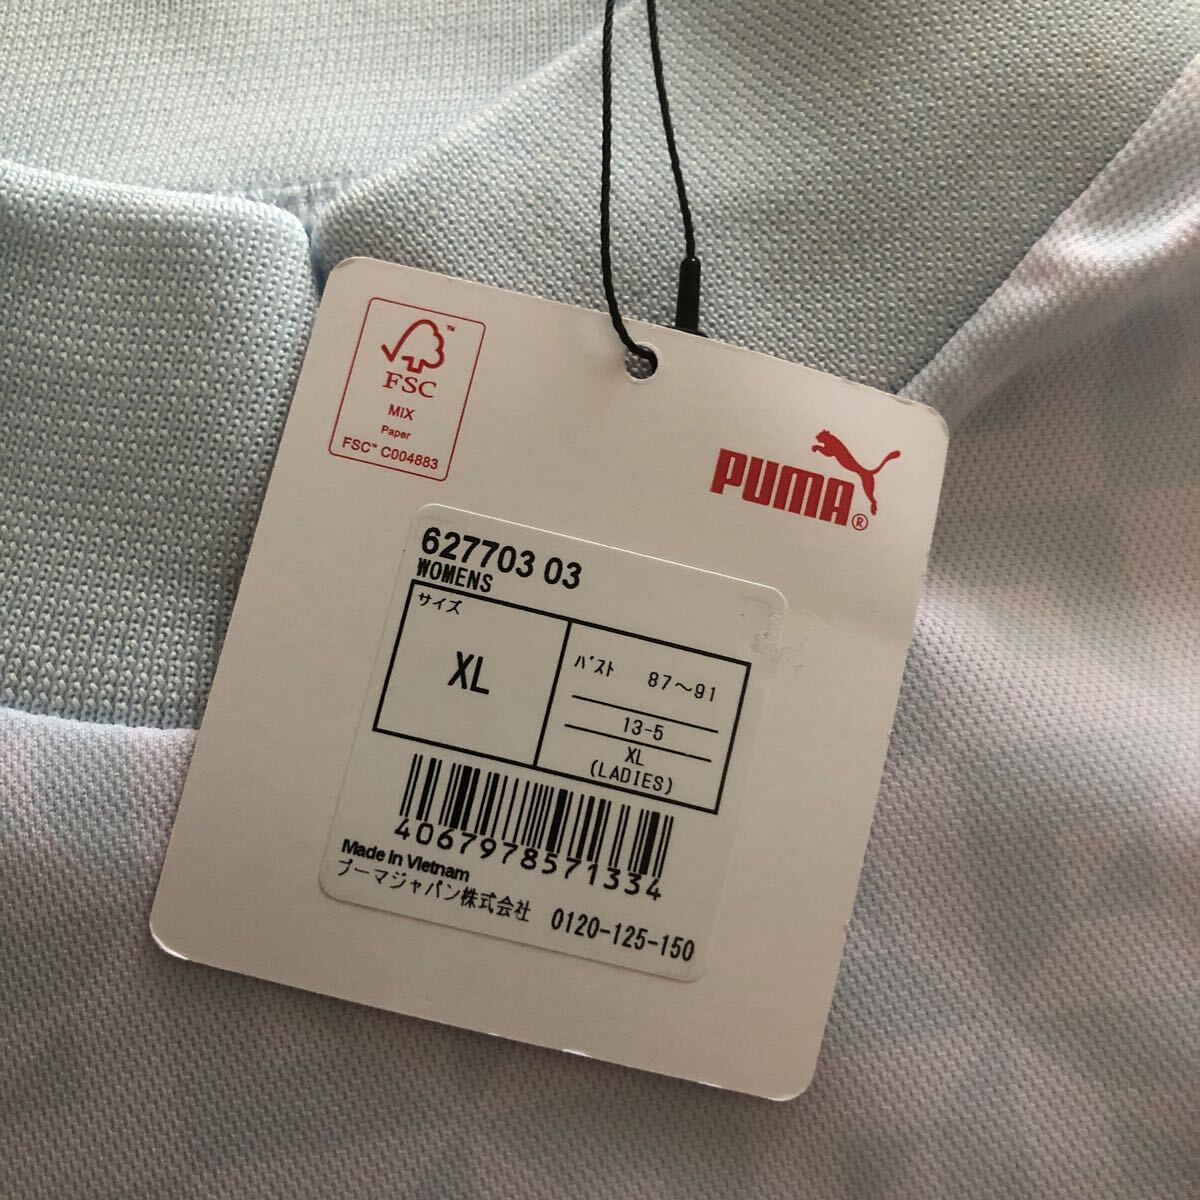 FSC
MIX
Paper
FSC™ C004883
PUMA®
627703 03
WOMENS
サイズ
XL
バスト 87〜91
13-5
XL
(LADIES)
4067978571334
Made In Vietnam
プーマジャパン株式会社 0120-125-150